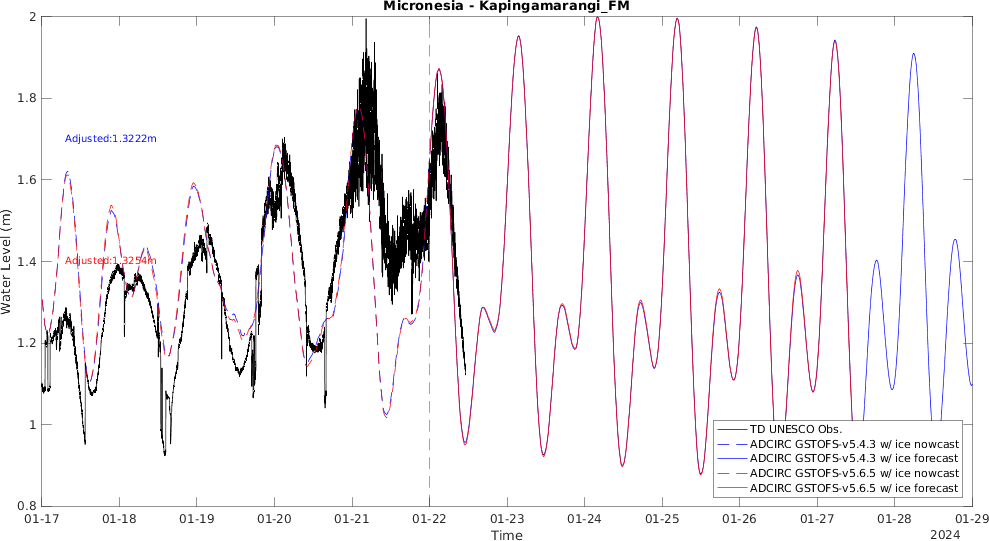 Micronesia - Kapingamarangi_FM
2
1.8
1.6
1.4
1.2
1
0.8
Water Level (m)
Adjusted:1.3222m
Adjusted:1.3254m
TD UNESCO Obs.
ADCIRC GSTOFS-v5.4.3 w/ ice nowcast
ADCIRC GSTOFS-v5.4.3 w/ ice forecast
ADCIRC GSTOFS-v5.6.5 w/ ice nowcast
ADCIRC GSTOFS-v5.6.5 w/ ice forecast
01-17 01-18 01-19 01-20 01-21 01-22 01-23 01-24 01-25 01-26 01-27 01-28 01-29
Time
2024